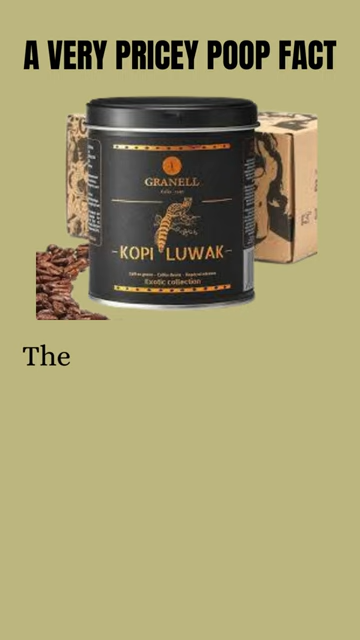 A VERY PRICEY POOP FACT
GRANELL
KOPI LUWAK
Exotic collection
The